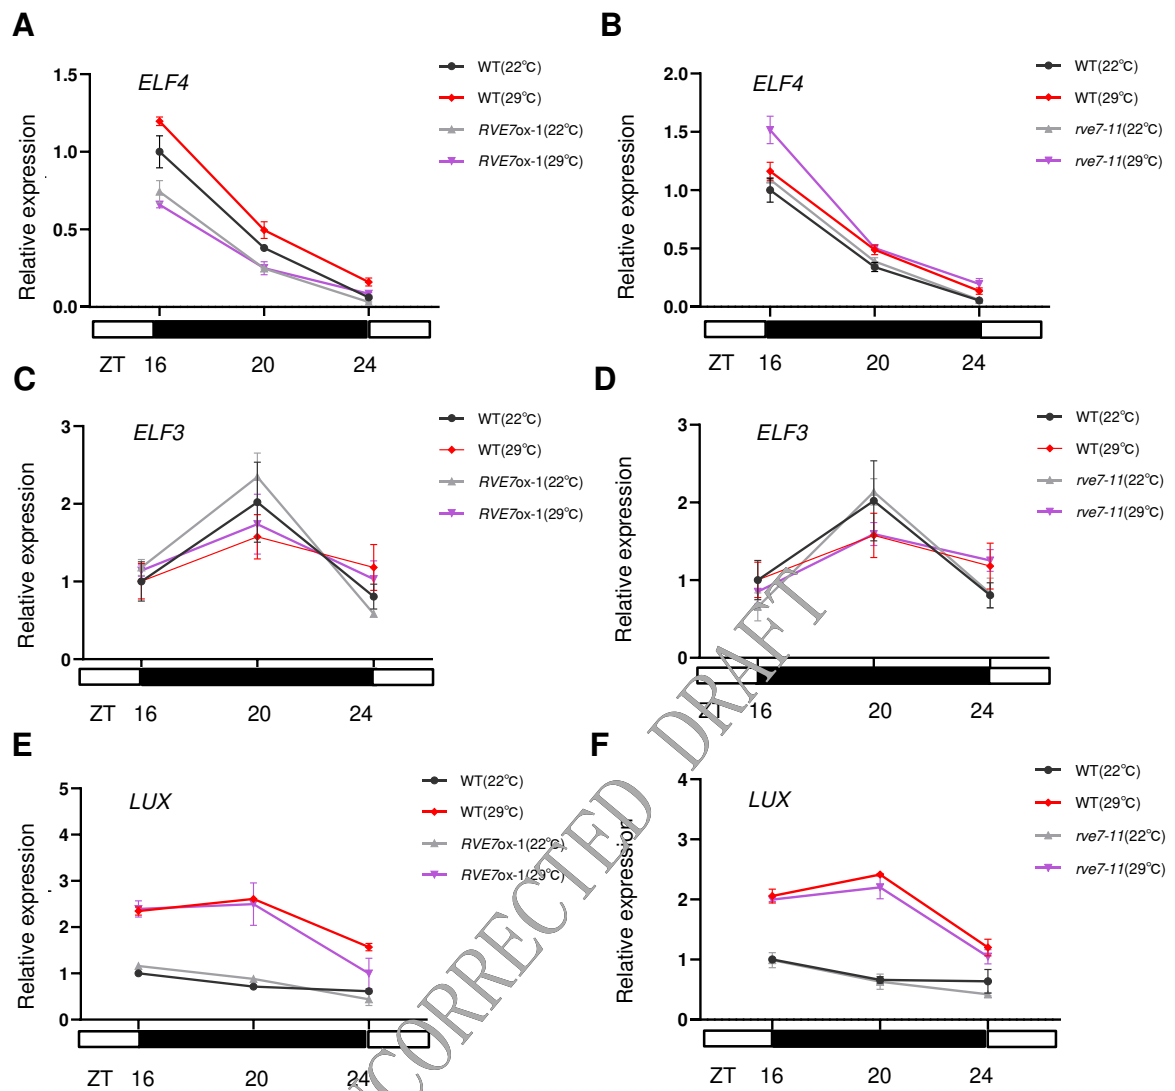 A
ELF4
WT(22°C)
WT(29°C)
RVE7ox-1(22°C)
RVE7ox-1(29°C)
Relative expression
1.5
1.0
0.5
0.0
ZT 16 20 24
B
ELF4
WT(22°C)
WT(29°C)
rve7-11(22°C)
rve7-11(29°C)
Relative expression
2.0
1.5
1.0
0.5
0.0
ZT 16 20 24
C
ELF3
WT(22°C)
WT(29°C)
RVE7ox-1(22°C)
RVE7ox-1(29°C)
Relative expression
3
2
1
0
ZT 16 20 24
D
ELF3
WT(22°C)
WT(29°C)
rve7-11(22°C)
rve7-11(29°C)
Relative expression
3
2
1
0
ZT 16 20 24
E
LUX
WT(22°C)
WT(29°C)
RVE7ox-1(22°C)
RVE7ox-1(29°C)
Relative expression
5
4
3
2
1
0
ZT 16 20 24
F
LUX
WT(22°C)
WT(29°C)
rve7-11(22°C)
rve7-11(29°C)
Relative expression
4
3
2
1
0
ZT 16 20 24
NCORRECTED DRAFT